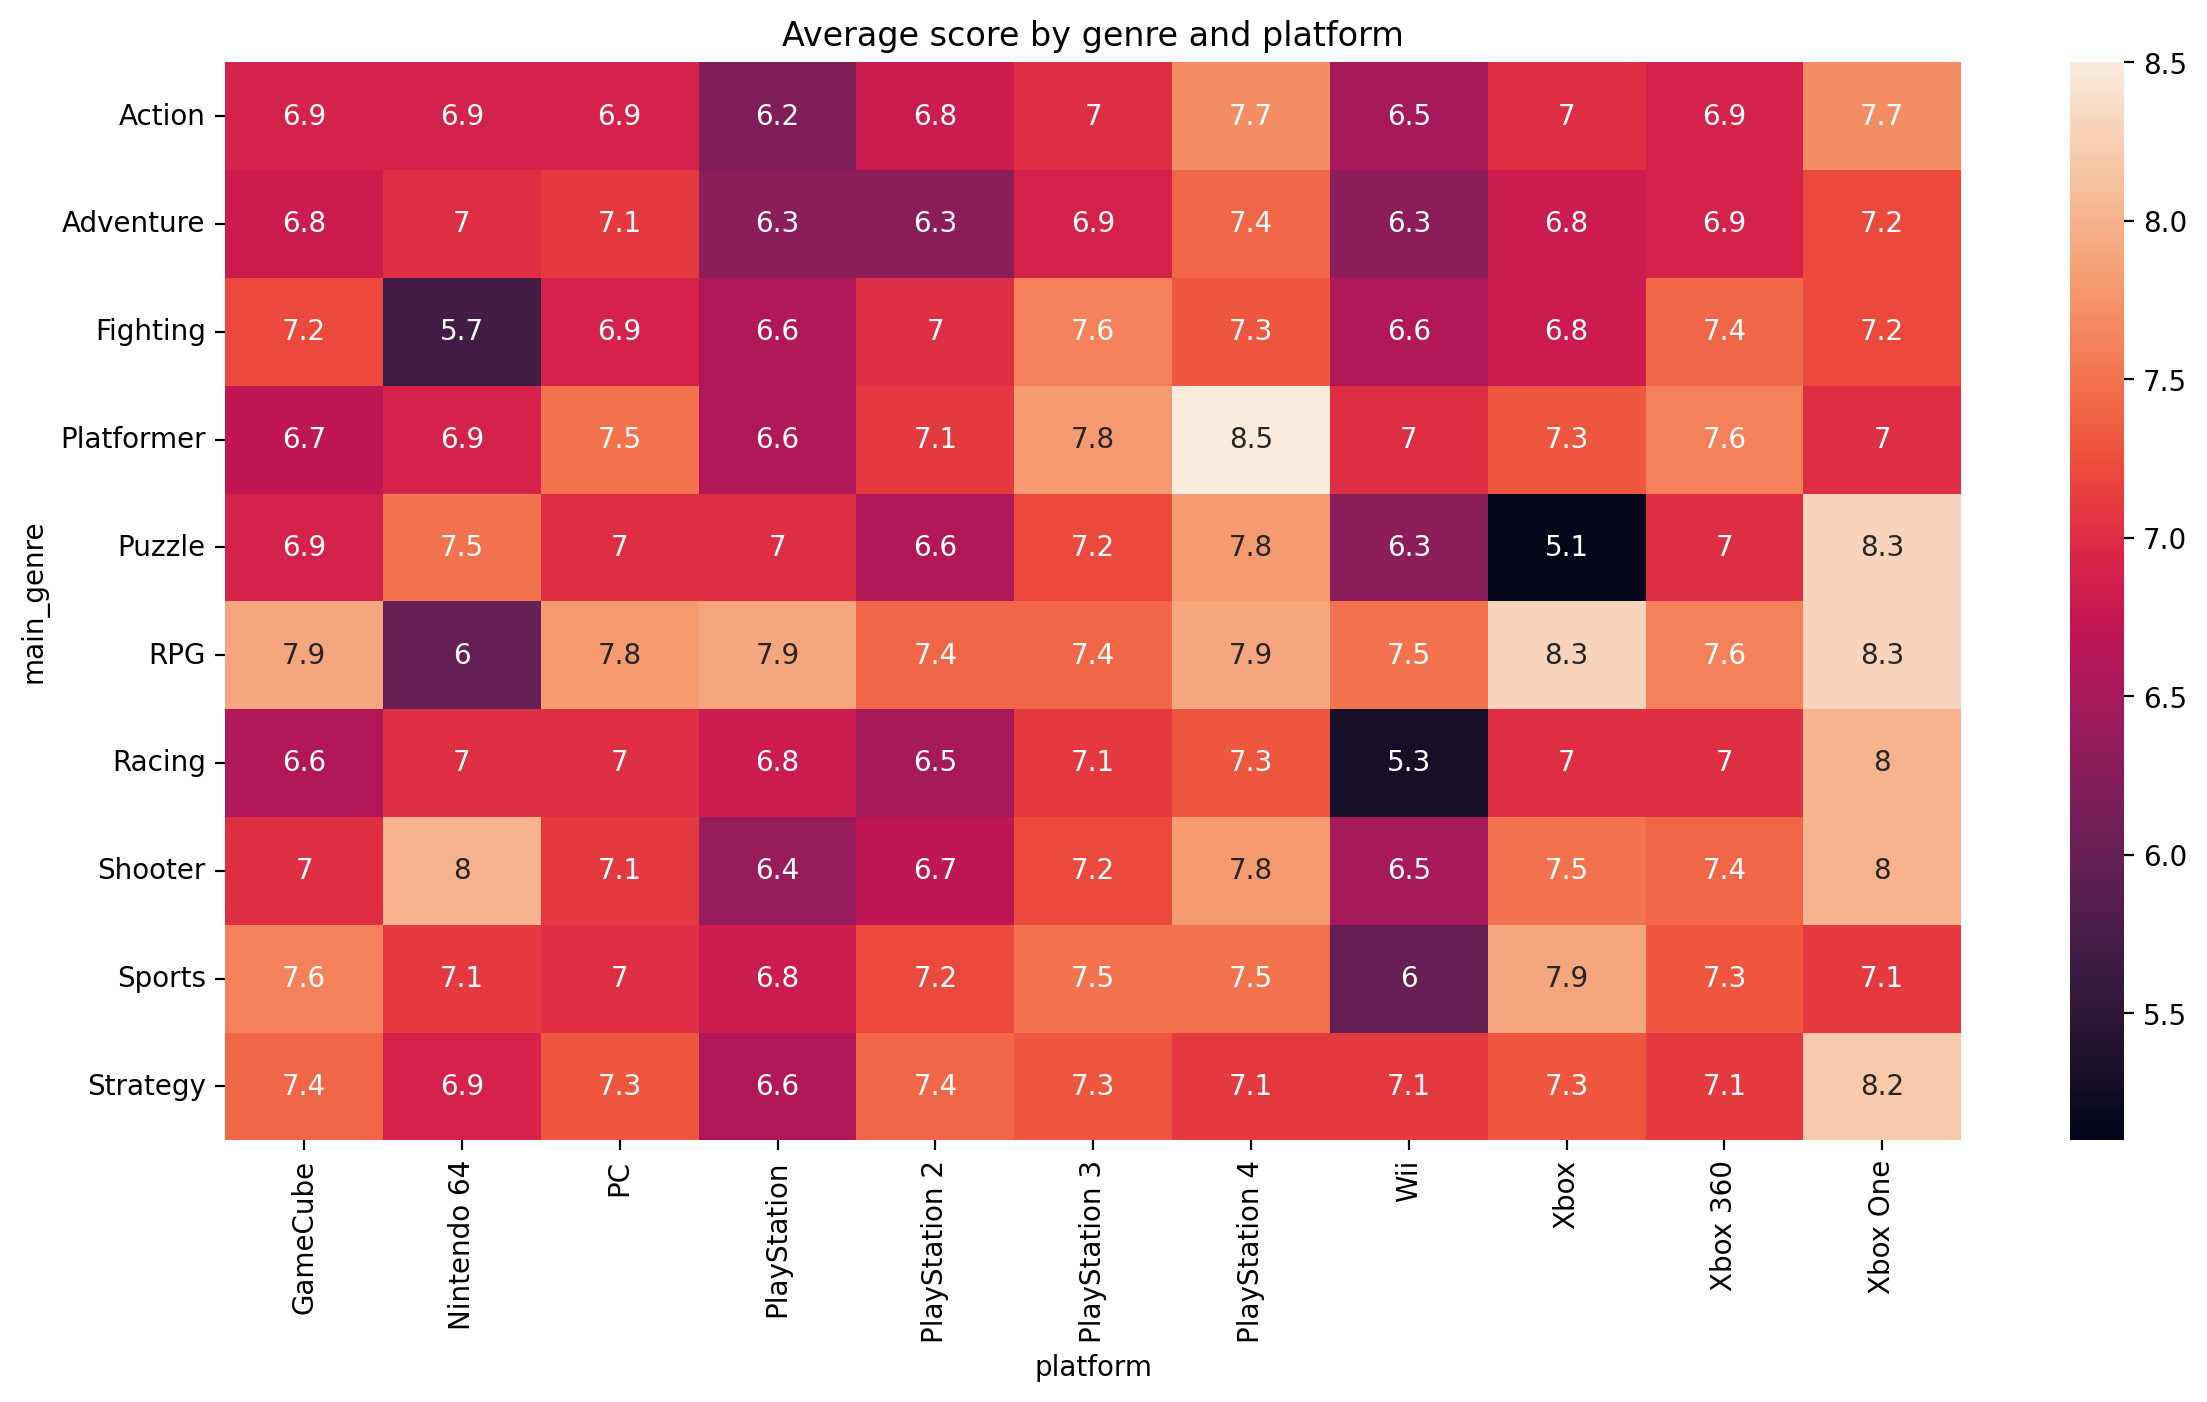 Average score by genre and platform
main_genre
Action 6.9 6.9 6.9 6.2 6.8 7 7.7 6.5 7 6.9 7.7
Adventure 6.8 7 7.1 6.3 6.3 6.9 7.4 6.3 6.8 6.9 7.2
Fighting 7.2 5.7 6.9 6.6 7 7.6 7.3 6.6 6.8 7.4 7.2
Platformer 6.7 6.9 7.5 6.6 7.1 7.8 8.5 7 7.3 7.6 7
Puzzle 6.9 7.5 7 7 6.6 7.2 7.8 6.3 5.1 7 8.3
RPG 7.9 6 7.8 7.9 7.4 7.4 7.9 7.5 8.3 7.6 8.3
Racing 6.6 7 7 6.8 6.5 7.1 7.3 5.3 7 7 8
Shooter 7 8 7.1 6.4 6.7 7.2 7.8 6.5 7.5 7.4 8
Sports 7.6 7.1 7 6.8 7.2 7.5 7.5 6 7.9 7.3 7.1
Strategy 7.4 6.9 7.3 6.6 7.4 7.3 7.1 7.1 7.3 7.1 8.2
GameCube
Nintendo 64
PC
PlayStation
PlayStation 2
PlayStation 3
PlayStation 4
Wii
Xbox
Xbox 360
Xbox One
platform
8.5
8.0
7.5
7.0
6.5
6.0
5.5